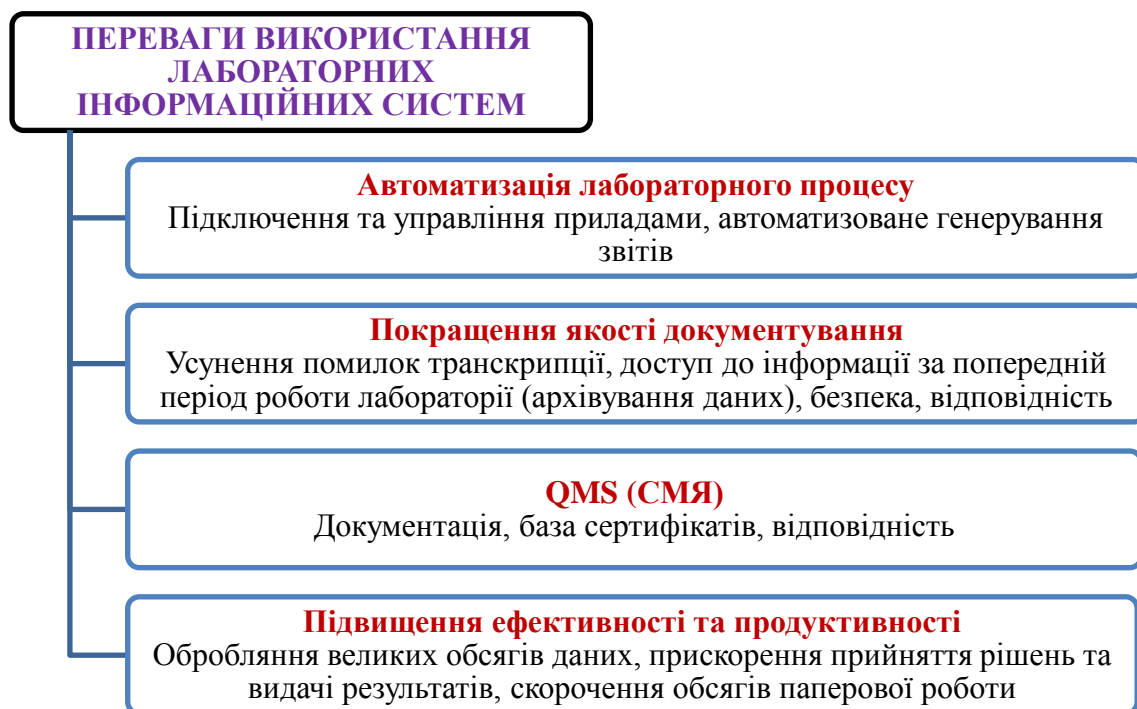 ПЕРЕВАГИ ВИКОРИСТАННЯ
ЛАБОРАТОРНИХ
ІНФОРМАЦІЙНИХ СИСТЕМ
Автоматизація лабораторного процесу
Підключення та управління приладами, автоматизоване генерування
звітів
Покращення якості документування
Усунення помилок транскрипції, доступ до інформації за попередній
період роботи лабораторії (архівування даних), безпека, відповідність
QMS (СМЯ)
Документація, база сертифікатів, відповідність
Підвищення ефективності та продуктивності
Обробляння великих обсягів даних, прискорення прийняття рішень та
видачі результатів, скорочення обсягів паперової роботи